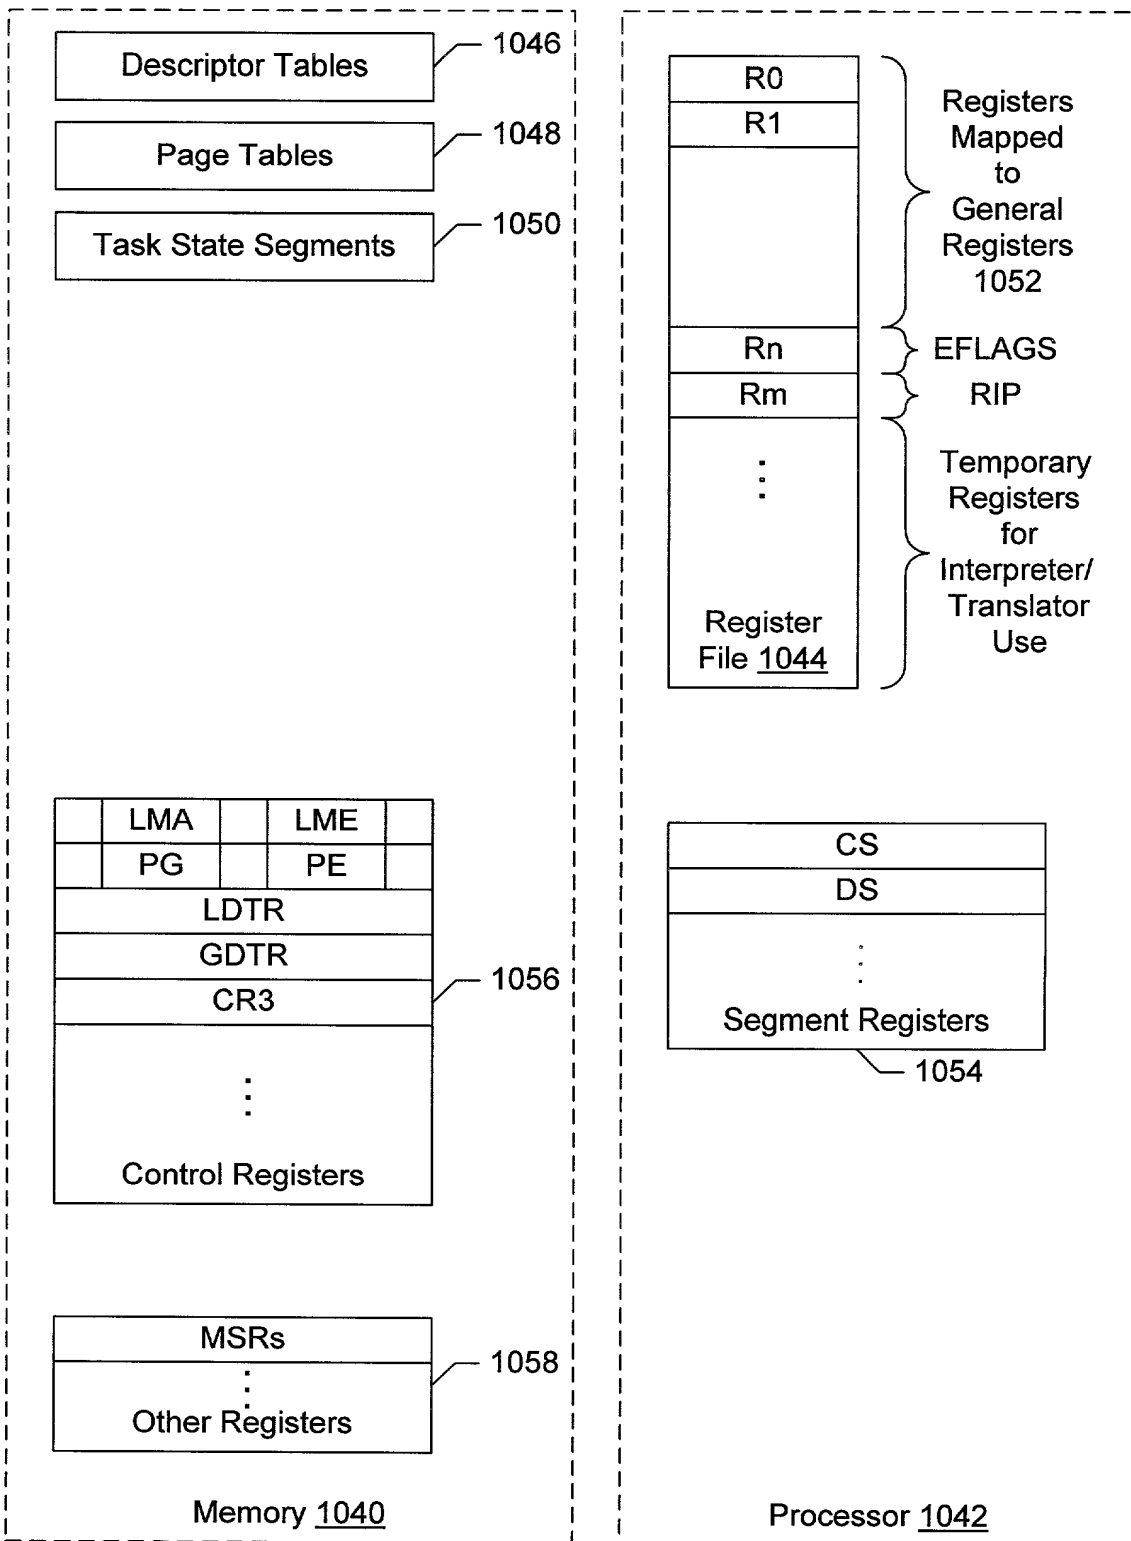 Descriptor Tables
1046
Page Tables
1048
Task State Segments
1050
LMA
LME
PG
PE
LDTR
GDTR
CR3
1056
Control Registers
MSRs
1058
Other Registers
Memory 1040
R0
R1
Registers
Mapped
to
General
Registers
1052
Rn
EFLAGS
Rm
RIP
Temporary
Registers
for
Interpreter/
Translator
Use
Register
File 1044
CS
DS
Segment Registers
1054
Processor 1042